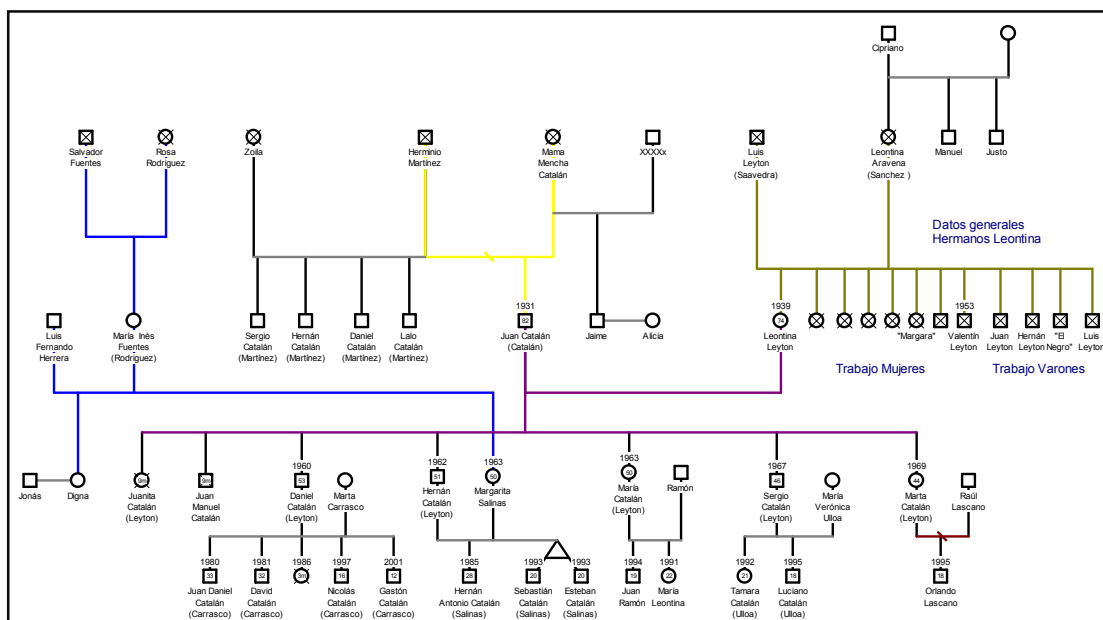 Cipriano
Manuel
Justo
Salvador
Fuentes
Rosa
Rodriguez
Zoila
Herminio
Martínez
Mama
Mencha
Catalán
XXXXx
Luis
Leyton
(Saavedra)
Leontina
Aravena
(Sanchez )
Datos generales
Hermanos Leontina
Luis
Fernando
Herrera
María Inés
Fuentes
(Rodriguez)
Sergio
Catalán
(Martínez)
Hernán
Catalán
(Martínez)
Daniel
Catalán
(Martínez)
Lalo
Catalán
(Martínez)
1931
82
Juan Catalán
(Catalán)
Jaime
Alicia
1939
74
Leontina
Leyton
"Margara"
1953
Valentín
Leyton
Juan
Leyton
Hernán
Leyton
"El
Negro"
Luis
Leyton
Trabajo Mujeres
Trabajo Varones
Jonás
Digna
9m
Juanita
Catalán
(Leyton)
9m
Juan
Manuel
Catalán
1960
53
Daniel
Catalán
(Leyton)
Marta
Carrasco
1962
51
Hernán
Catalán
(Leyton)
1963
50
Margarita
Salinas
1963
50
María
Catalán
(Leyton)
Ramón
1967
46
Sergio
Catalán
(Leyton)
María
Verónica
Ulloa
1969
44
Marta
Catalán
(Leyton)
Raúl
Lascano
1980
33
Juan Daniel
Catalán
(Carrasco)
1981
32
David
Catalán
(Carrasco)
1986
3m
1997
16
Nicolás
Catalán
(Carrasco)
2001
12
Gastón
Catalán
(Carrasco)
1985
28
Hernán
Antonio Catalán
(Salinas)
1993
20
Sebastián
Catalán
(Salinas)
1993
20
Esteban
Catalán
(Salinas)
1994
19
Juan
Ramón
1991
22
María
Leontina
1992
21
Tamara
Catalán
(Ulloa)
1995
18
Luciano
Catalán
(Ulloa)
1995
18
Orlando
Lascano